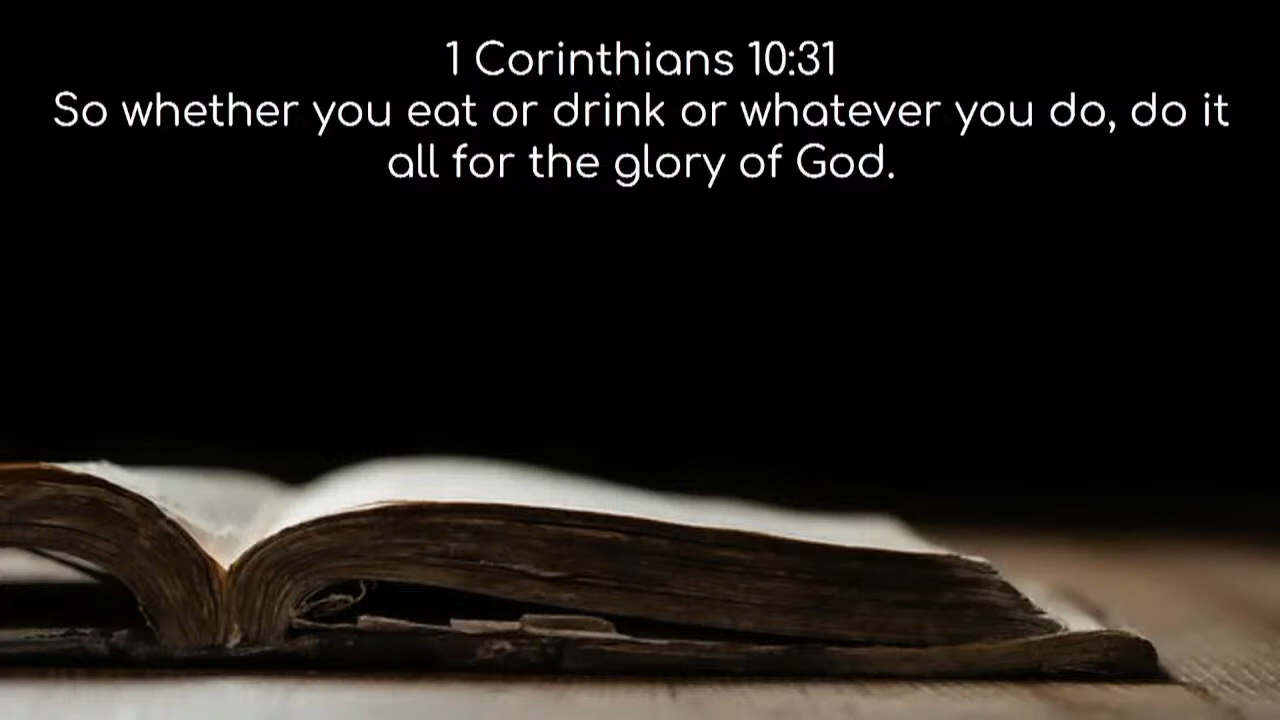 1 Corinthians 10:31
So whether you eat or drink or whatever you do, do it
all for the glory of God.